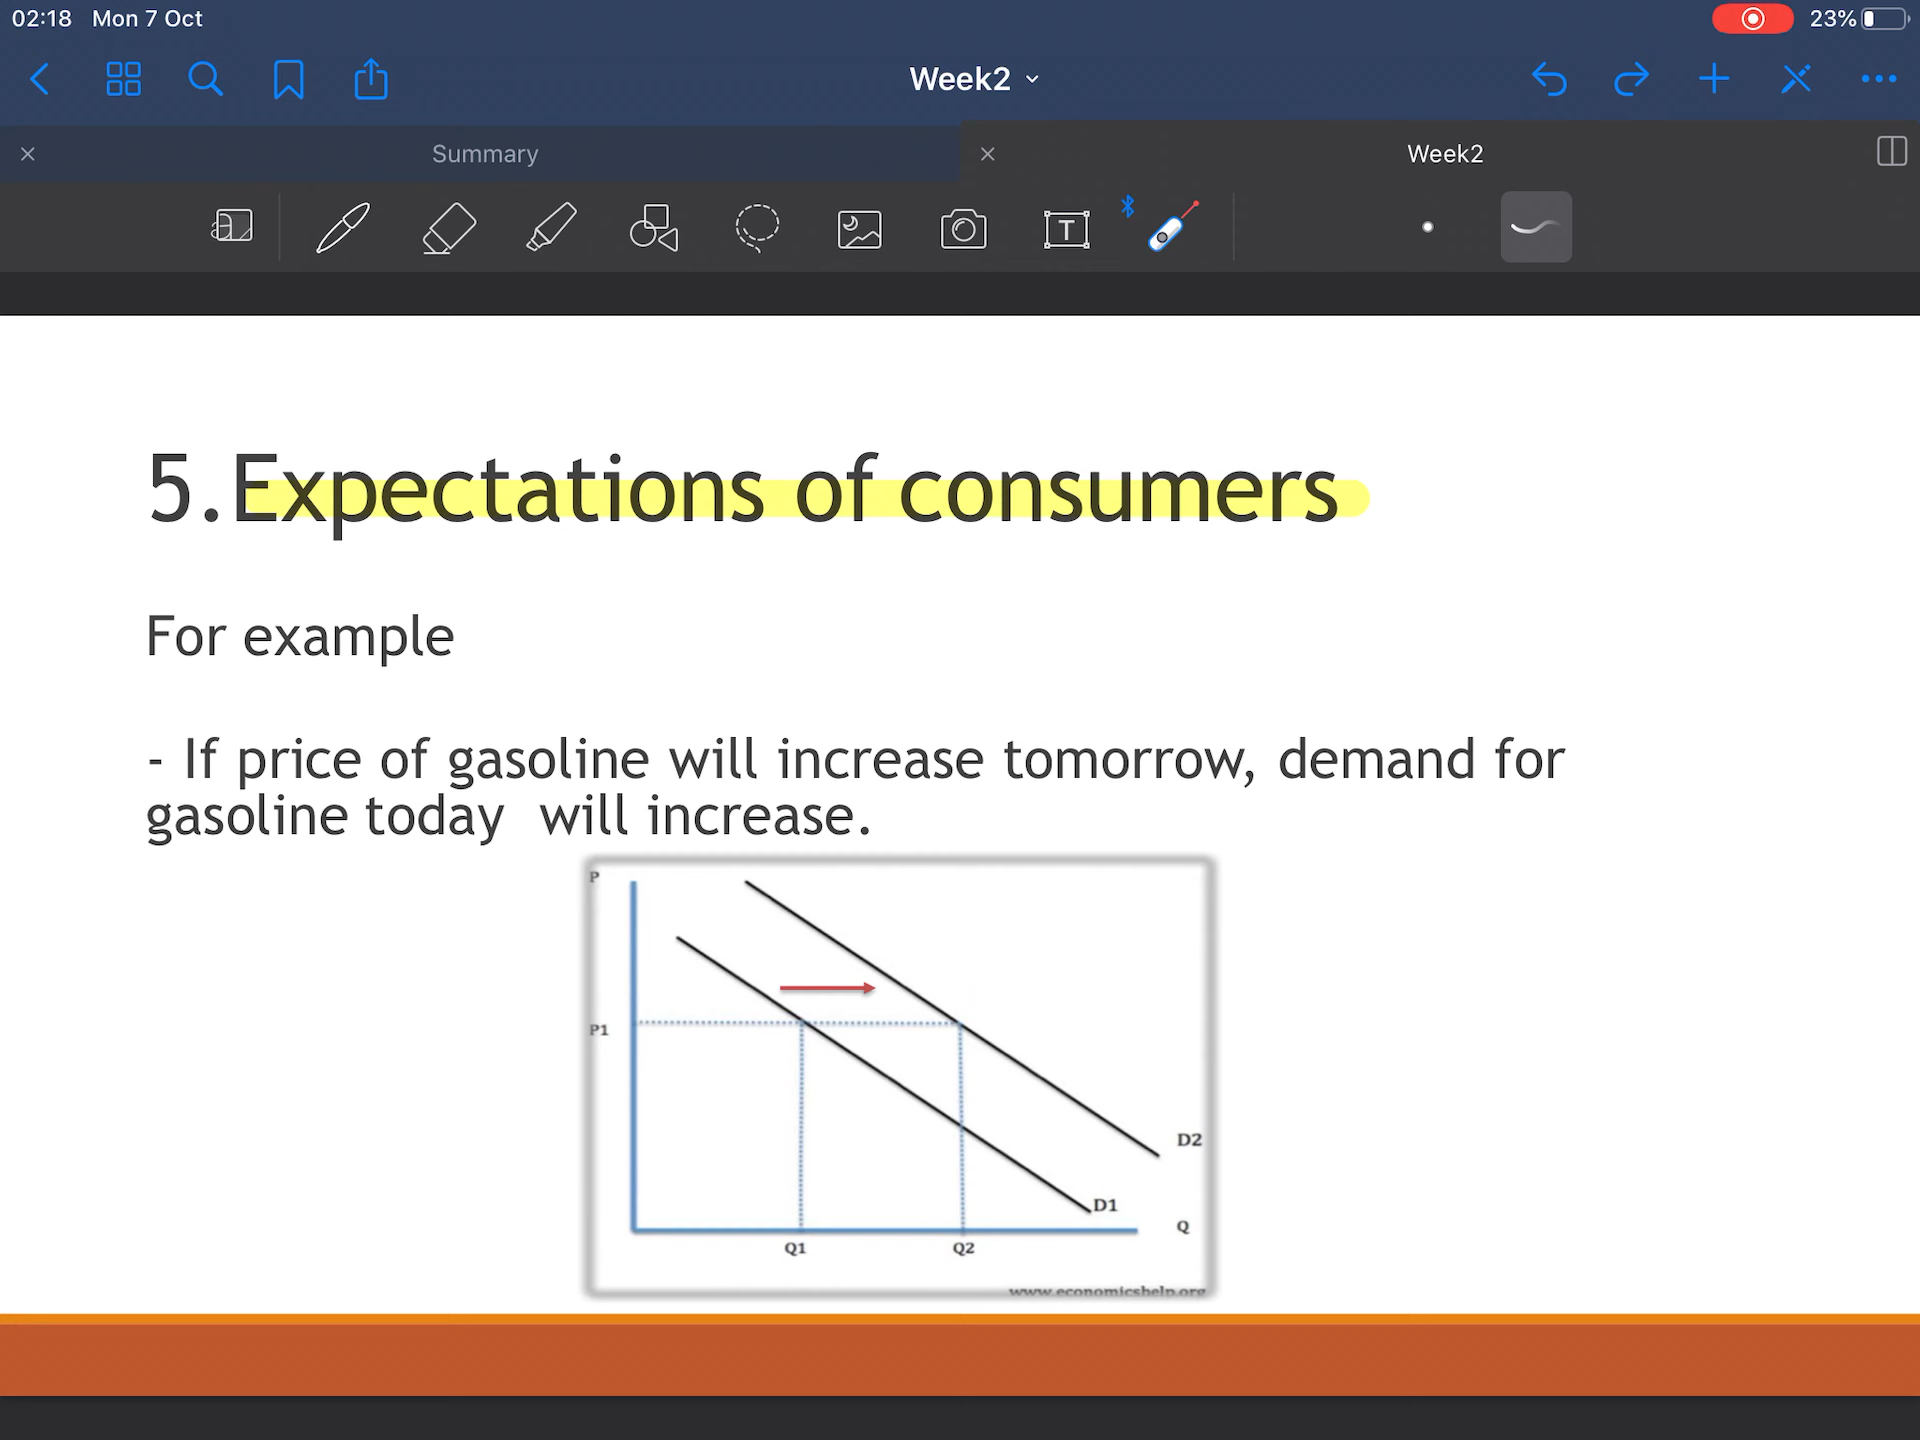 02:18 Mon 7 Oct
23%
Week2
Summary
Week2
T
5.Expectations of consumers
For example
- If price of gasoline will increase tomorrow, demand for
gasoline today will increase.
P
P1
D2
D1
Q
Q1 Q2
www.economicshelp.org